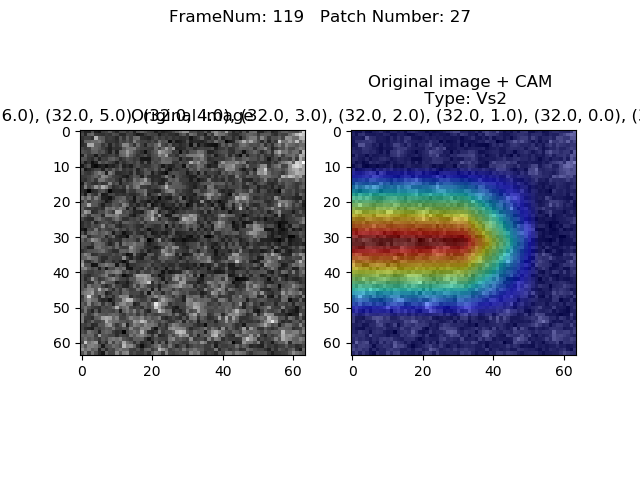 FrameNum: 119   Patch Number: 27
Original image + CAM
Type: Vs2
6.0), (32.0, 5.0), (32.0, 4.0), (32.0, 3.0), (32.0, 2.0), (32.0, 1.0), (32.0, 0.0), (3
Original image
0
10
20
30
40
50
60
0 20 40 60
0
10
20
30
40
50
60
0 20 40 60